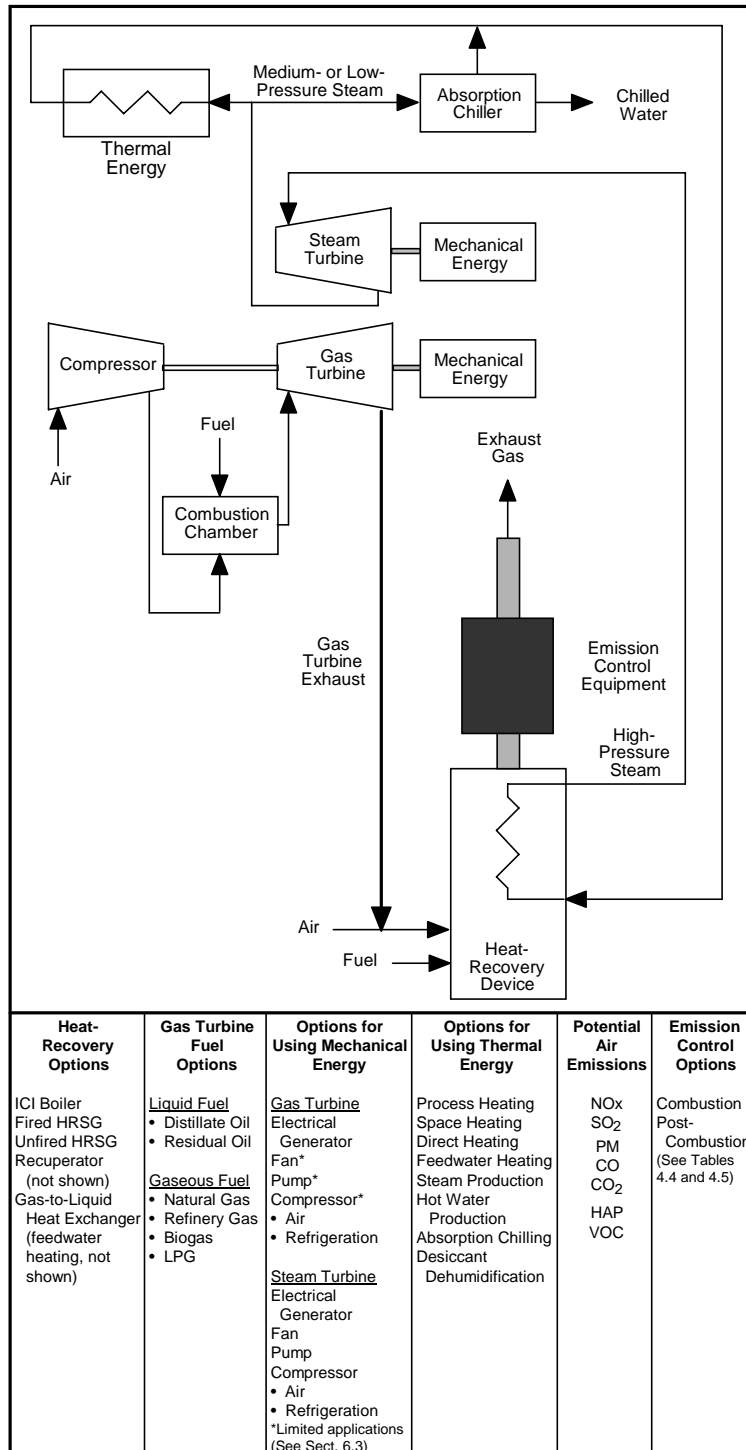 Medium- or Low-
Pressure Steam
Absorption
Chiller
Chilled
Water
Thermal
Energy
Steam
Turbine
Mechanical
Energy
Compressor
Gas
Turbine
Mechanical
Energy
Fuel
Air
Exhaust
Gas
Combustion
Chamber
Gas
Turbine
Exhaust
Emission
Control
Equipment
High-
Pressure
Steam
Air
Fuel
Heat-
Recovery
Device
Heat-
Recovery
Options
ICI Boiler
Fired HRSG
Unfired HRSG
Recuperator
(not shown)
Gas-to-Liquid
Heat Exchanger
(feedwater
heating, not
shown)
Gas Turbine
Fuel
Options
Liquid Fuel
• Distillate Oil
• Residual Oil
Gaseous Fuel
• Natural Gas
• Refinery Gas
• Biogas
• LPG
Options for
Using Mechanical
Energy
Gas Turbine
Electrical
Generator
Fan*
Pump*
Compressor*
• Air
• Refrigeration
Steam Turbine
Electrical
Generator
Fan
Pump
Compressor
• Air
• Refrigeration
*Limited applications
(See Sect. 6.3)
Options for
Using Thermal
Energy
Process Heating
Space Heating
Direct Heating
Feedwater Heating
Steam Production
Hot Water
Production
Absorption Chilling
Desiccant
Dehumidification
Potential
Air
Emissions
NOx
SO2
PM
CO
CO2
HAP
VOC
Emission
Control
Options
Combustion
Post-
Combustion
(See Tables
4.4 and 4.5)